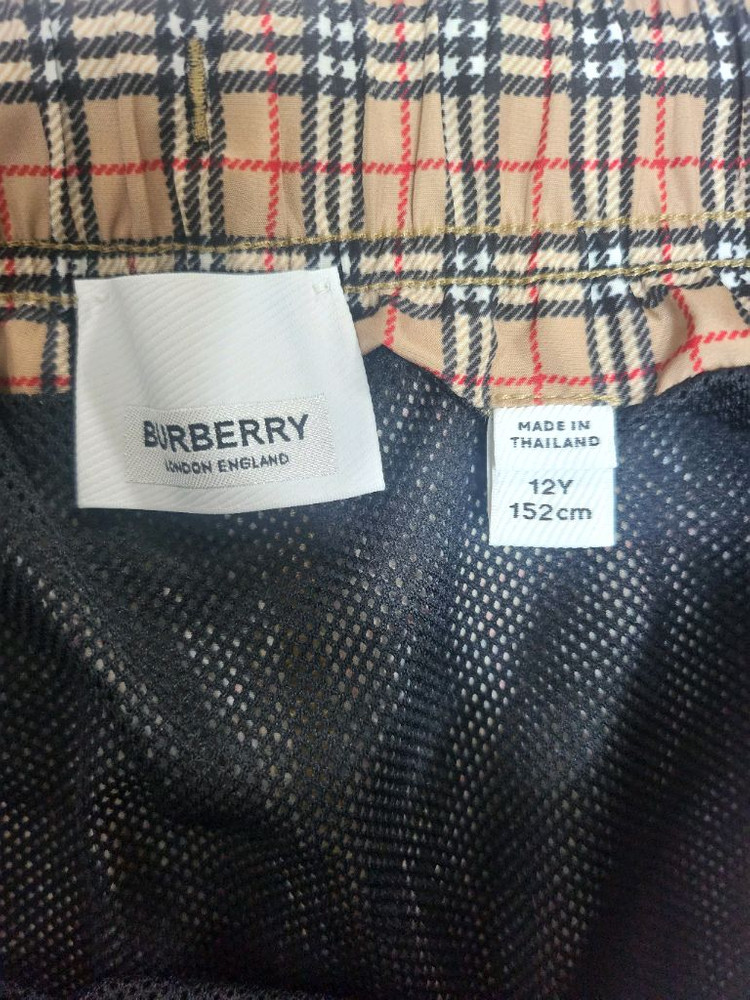 BURBERRY
LONDON ENGLAND
MADE IN
THAILAND
12Y
152cm